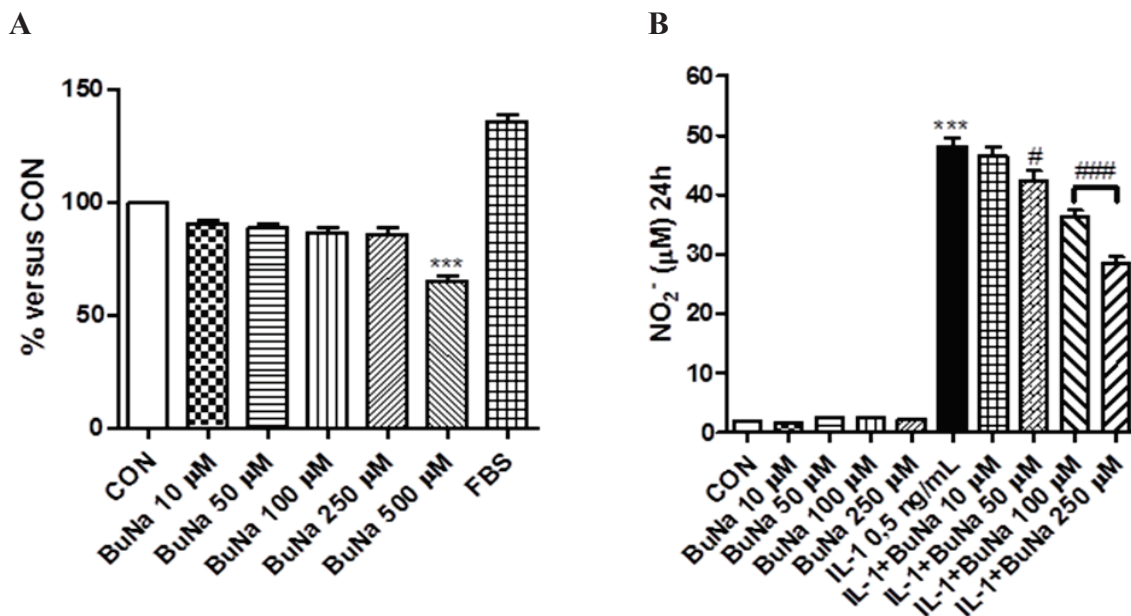 A
% versus CON
150
100
50
0
CON
BuNa 10 µM
BuNa 50 µM
BuNa 100 µM
BuNa 250 µM
BuNa 500 µM
FBS
***
B
NO₂⁻ (µM) 24h
60
50
40
30
20
10
0
CON
BuNa 10 µM
BuNa 50 µM
BuNa 100 µM
BuNa 250 µM
IL-1 0,5 ng/mL
IL-1+BuNa 10 µM
IL-1+BuNa 50 µM
IL-1+BuNa 100 µM
IL-1+BuNa 250 µM
***
#
###